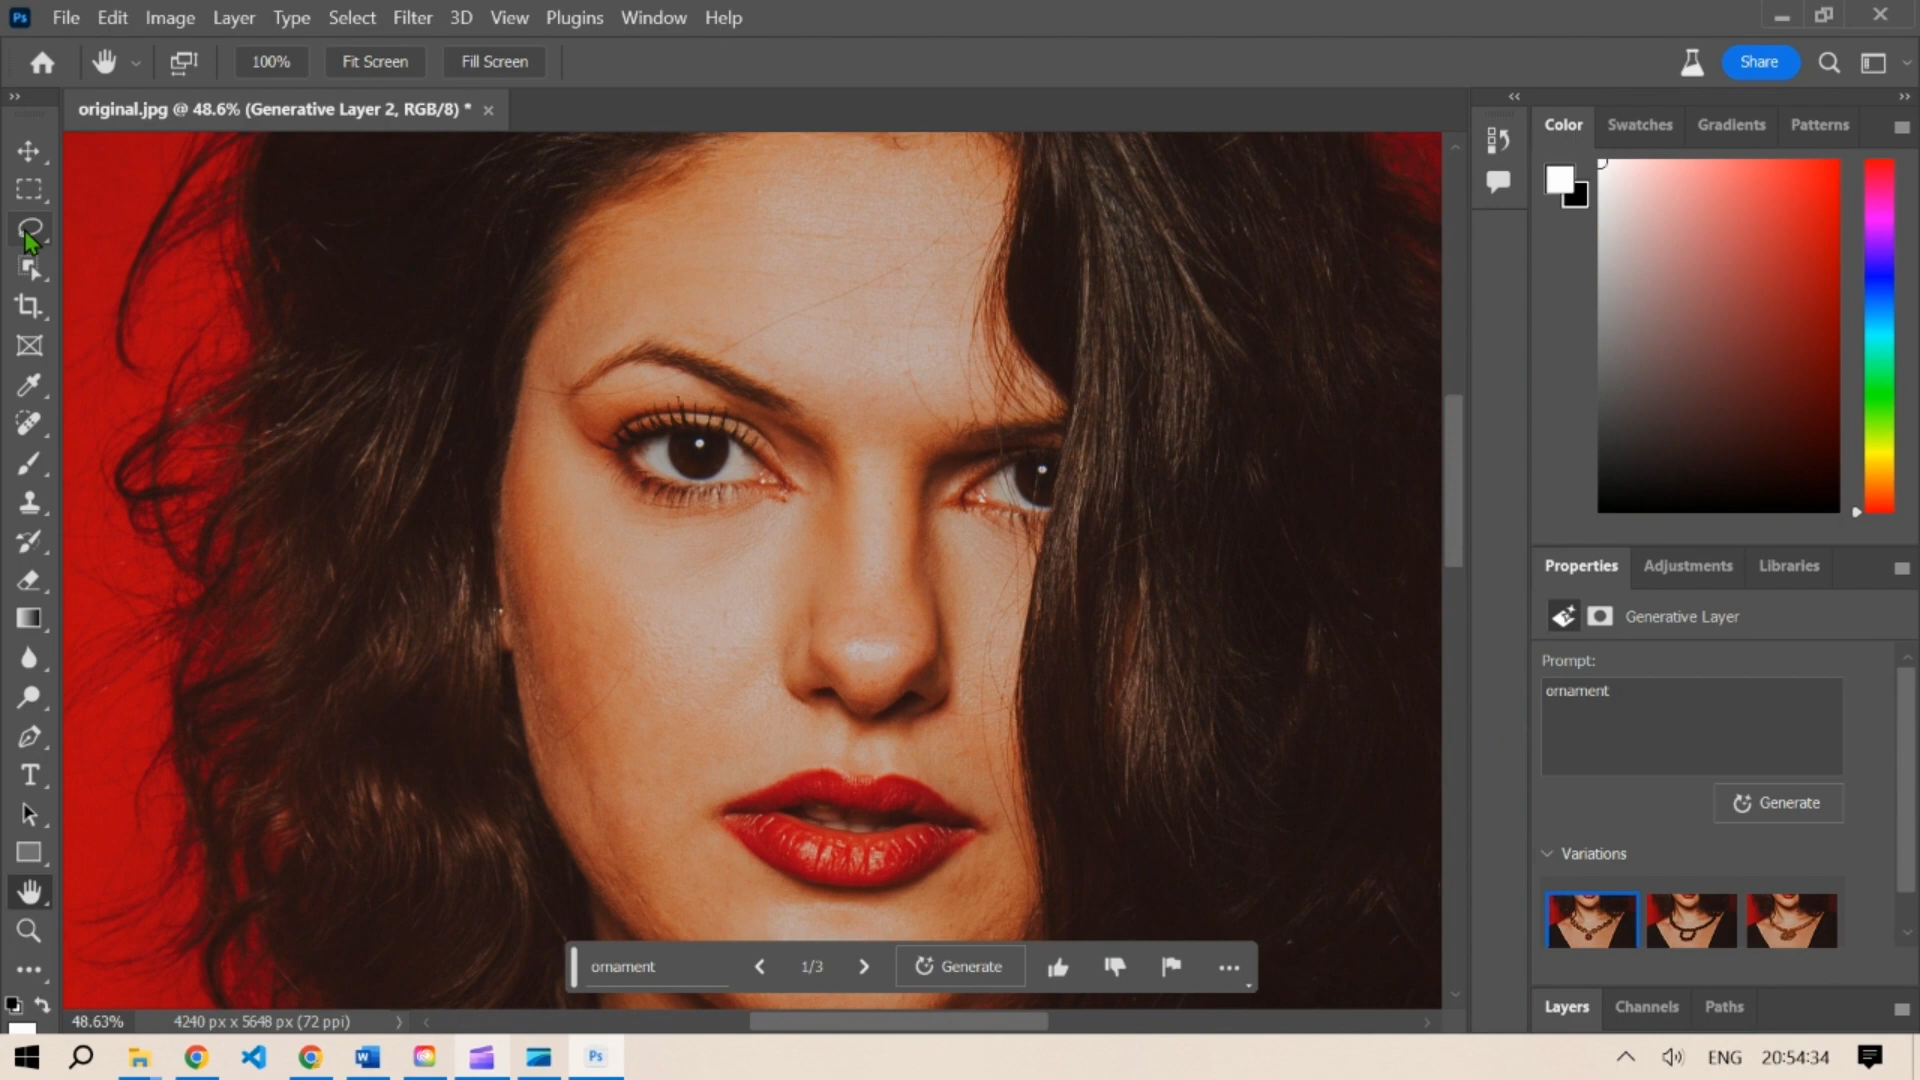 Ps File Edit Image Layer Type Select Filter 3D View Plugins Window Help
100% Fit Screen Fill Screen Share
original.jpg @ 48.6% (Generative Layer 2, RGB/8) *
Color Swatches Gradients Patterns
Properties Adjustments Libraries
Generative Layer
Prompt:
ornament
Generate
Variations
ornament 1/3 Generate
Layers Channels Paths
48.63% 4240 px x 5648 px (72 ppi)
Ps ENG 20:54:34